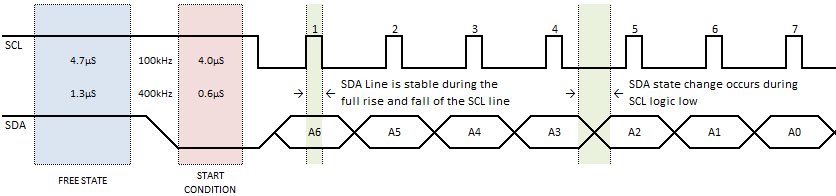 1 2 3 4 5 6 7
SCL
4.7µS 100kHz 4.0µS
SDA Line is stable during the
full rise and fall of the SCL line
SDA state change occurs during
SCL logic low
1.3µS 400kHz 0.6µS
SDA
A6 A5 A4 A3 A2 A1 A0
FREE STATE
START
CONDITION